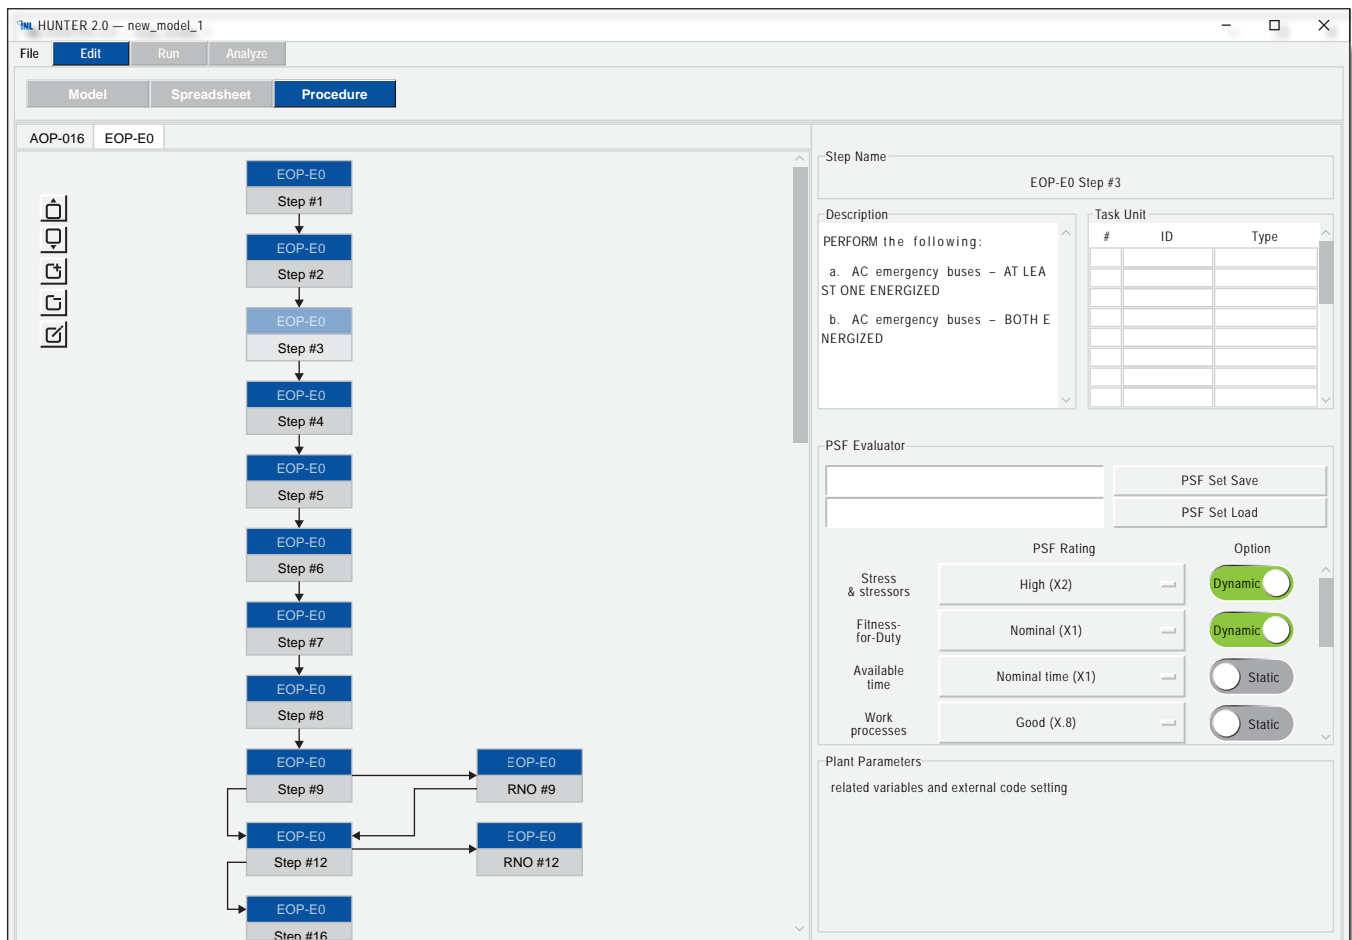 INL HUNTER 2.0 — new_model_1
File Edit Run Analyze
Model Spreadsheet Procedure
AOP-016 EOP-E0
EOP-E0
Step #1
EOP-E0
Step #2
EOP-E0
Step #3
EOP-E0
Step #4
EOP-E0
Step #5
EOP-E0
Step #6
EOP-E0
Step #7
EOP-E0
Step #8
EOP-E0 EOP-E0
Step #9 RNO #9
EOP-E0 EOP-E0
Step #12 RNO #12
EOP-E0
Step #16
Step Name
EOP-E0 Step #3
Description
PERFORM the following:
a. AC emergency buses – AT LEA
ST ONE ENERGIZED
b. AC emergency buses – BOTH E
NERGIZED
Task Unit
# ID Type
PSF Evaluator
PSF Set Save
PSF Set Load
PSF Rating Option
Stress
& stressors
High (X2) Dynamic
Fitness-
for-Duty
Nominal (X1) Dynamic
Available
time
Nominal time (X1) Static
Work
processes
Good (X.8) Static
Plant Parameters
related variables and external code setting